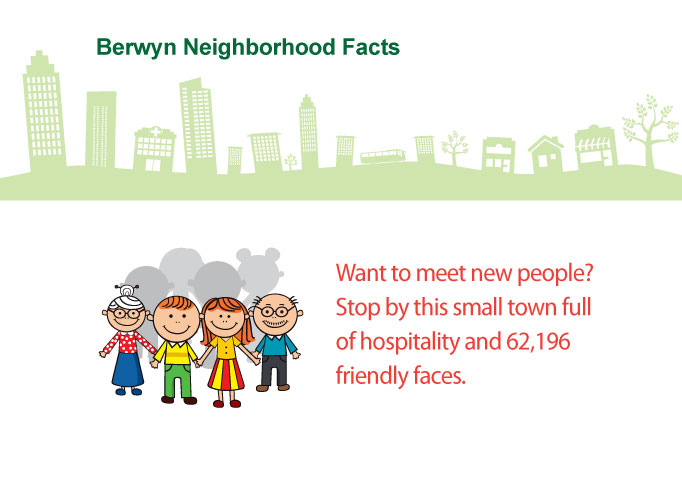 Berwyn Neighborhood Facts
Want to meet new people?
Stop by this small town full
of hospitality and 62,196
friendly faces.